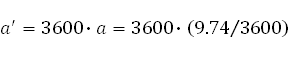 a′ = 3600· a = 3600· (9.74/3600)